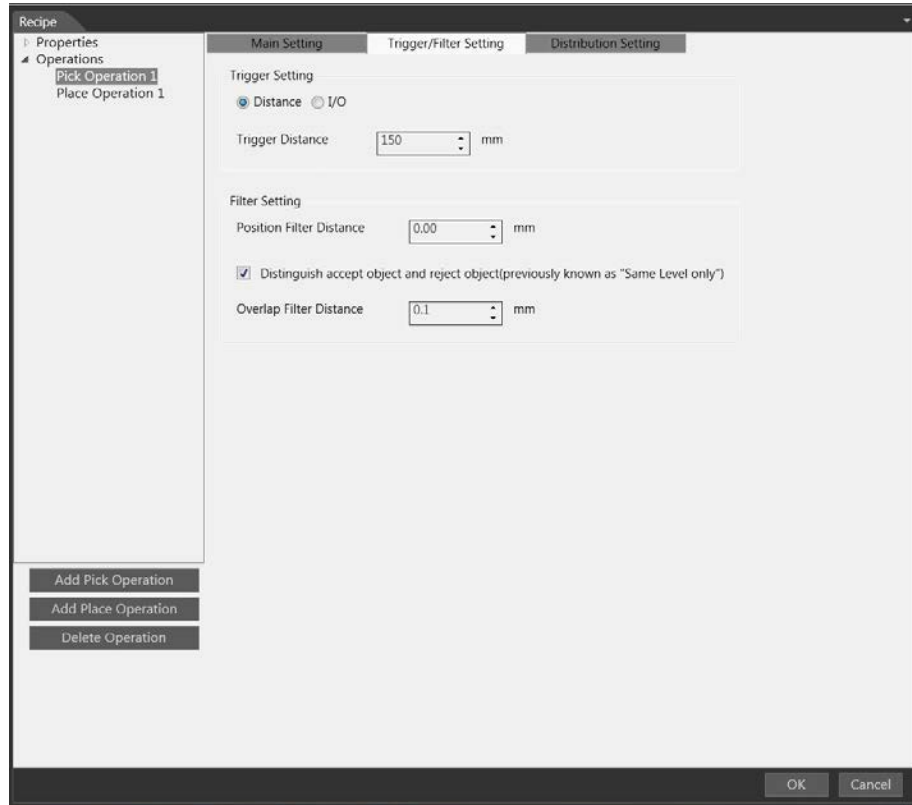 Recipe
Properties
Operations
Pick Operation 1
Place Operation 1
Add Pick Operation
Add Place Operation
Delete Operation
Main Setting
Trigger/Filter Setting
Distribution Setting
Trigger Setting
Distance I/O
Trigger Distance 150 mm
Filter Setting
Position Filter Distance 0.00 mm
Distinguish accept object and reject object(previously known as "Same Level only")
Overlap Filter Distance 0.1 mm
OK Cancel